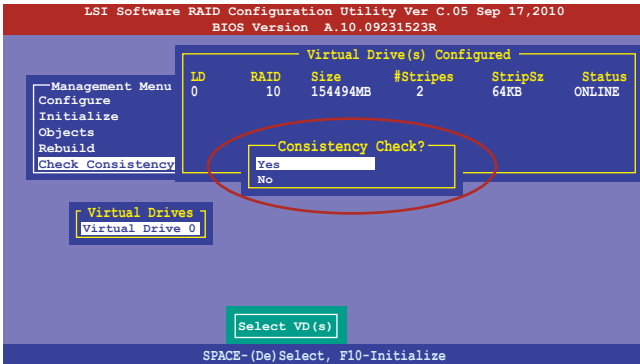 LSI Software RAID Configuration Utility Ver C.05 Sep 17,2010
BIOS Version A.10.09231523R
Virtual Drive(s) Configured
LD RAID Size #Stripes StripSz Status
0 10 154494MB 2 64KB ONLINE
Management Menu
Configure
Initialize
Objects
Rebuild
Check Consistency
Consistency Check?
Yes
No
Virtual Drives
Virtual Drive 0
Select VD(s)
SPACE-(De)Select, F10-Initialize